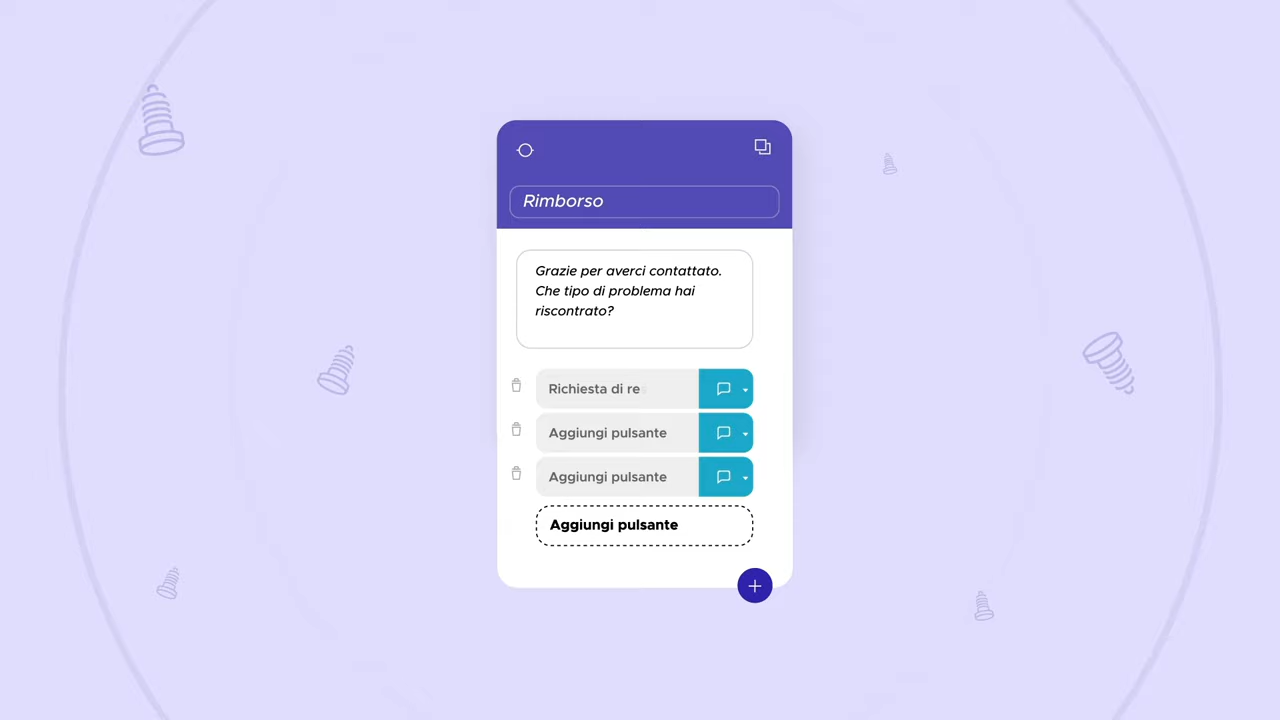 Rimborso
Grazie per averci contattato.
Che tipo di problema hai
riscontrato?
Richiesta di re
Aggiungi pulsante
Aggiungi pulsante
Aggiungi pulsante